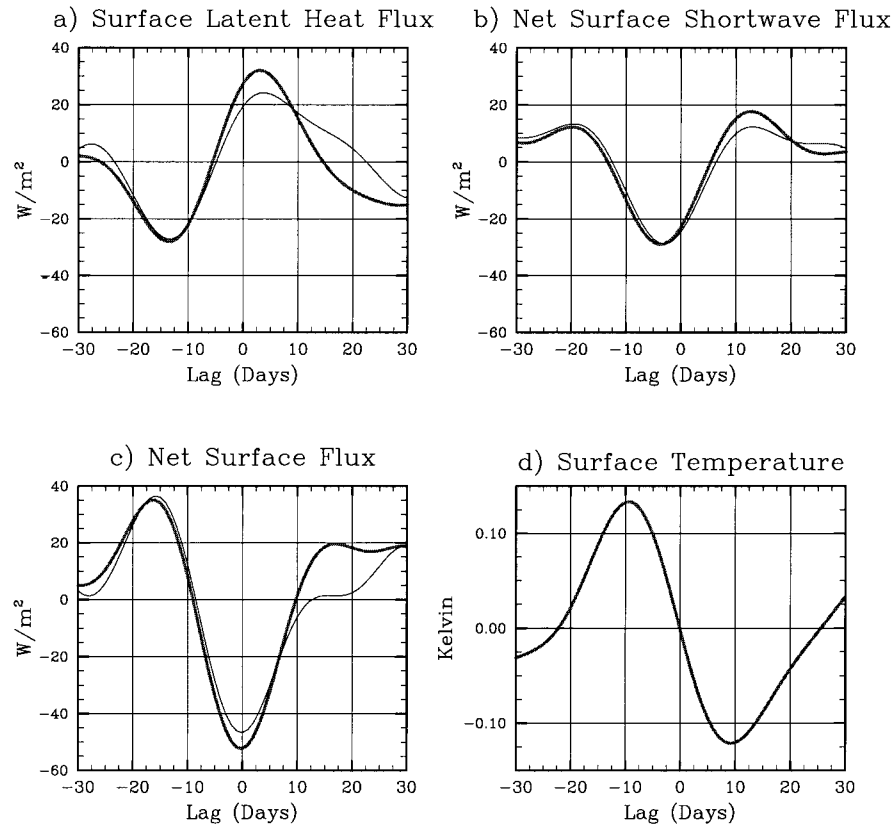 a) Surface Latent Heat Flux
40
20
0
−20
−40
−60
W/m²
−30 −20 −10 0 10 20 30
Lag (Days)
b) Net Surface Shortwave Flux
40
20
0
−20
−40
−60
W/m²
−30 −20 −10 0 10 20 30
Lag (Days)
c) Net Surface Flux
40
20
0
−20
−40
−60
W/m²
−30 −20 −10 0 10 20 30
Lag (Days)
d) Surface Temperature
0.10
0.00
−0.10
Kelvin
−30 −20 −10 0 10 20 30
Lag (Days)